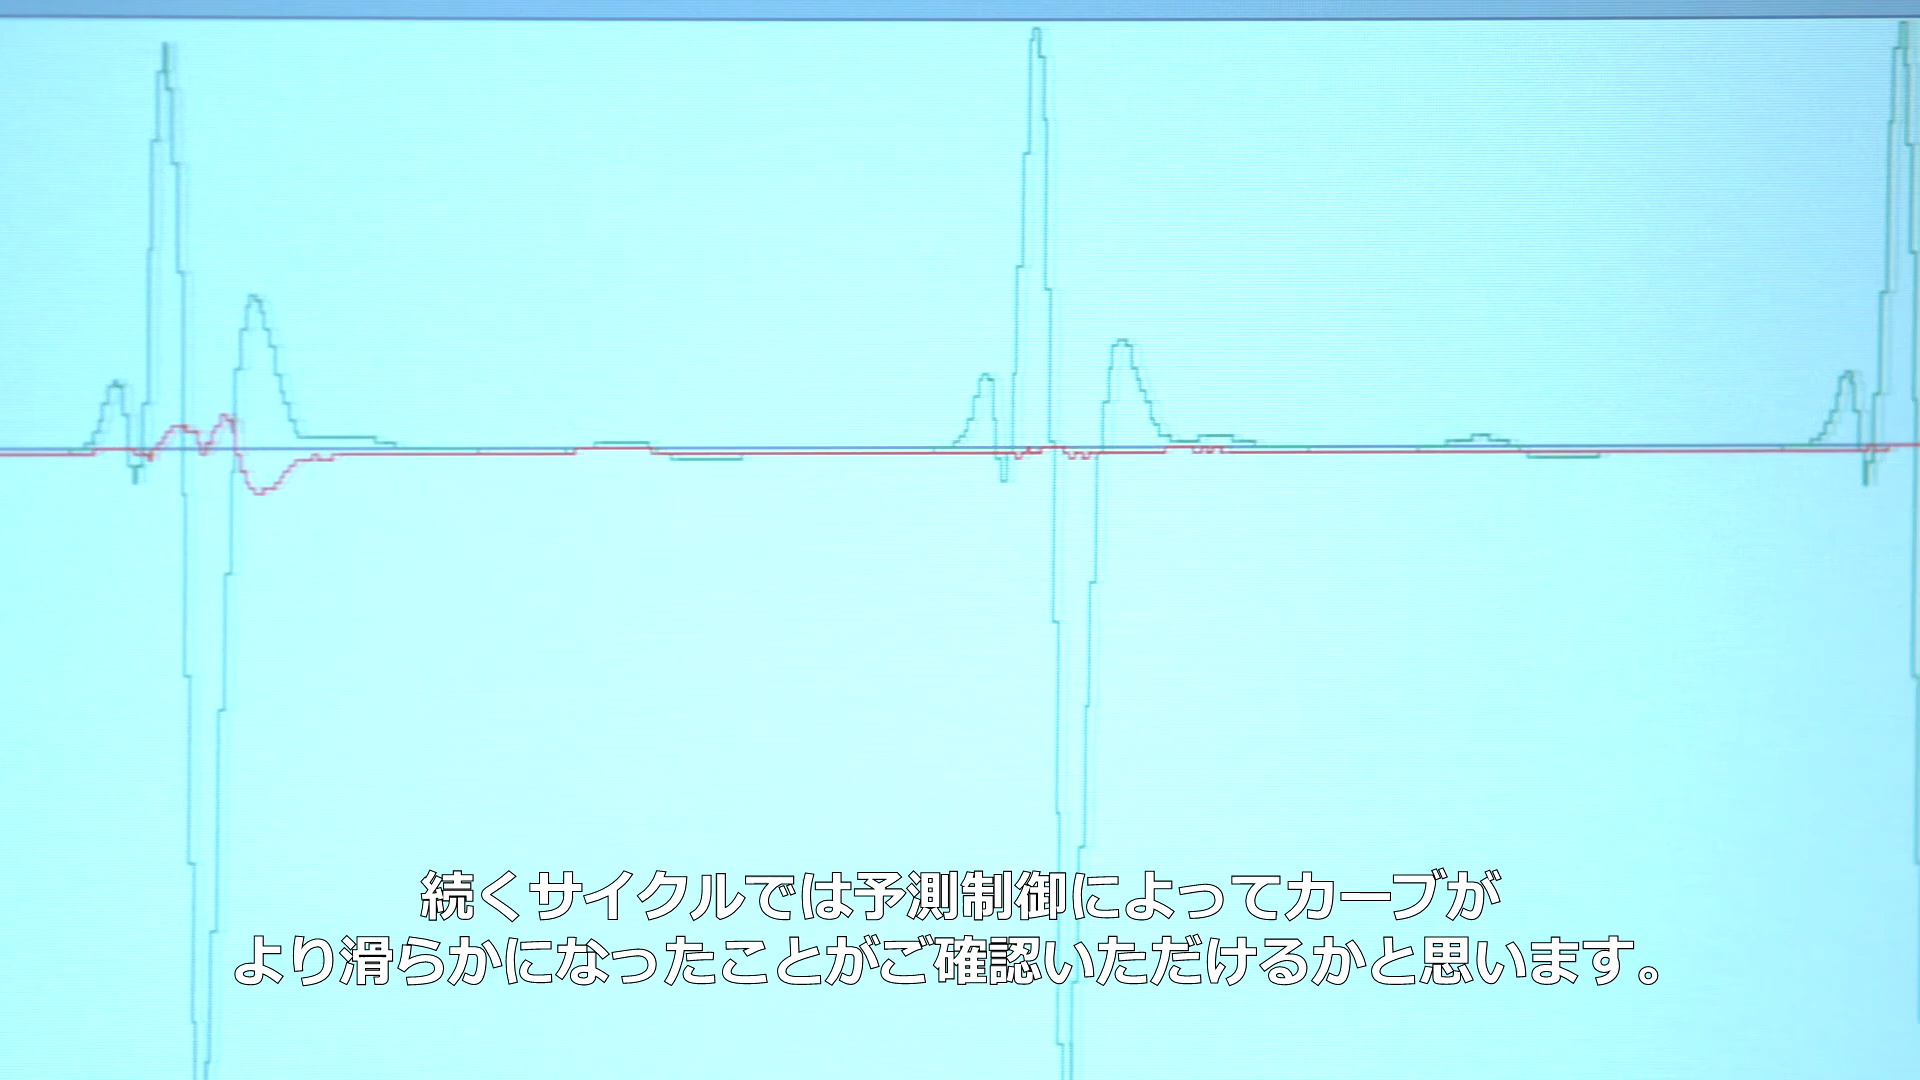 続くサイクルでは予測制御によってカーブが
より滑らかになったことがご確認いただけるかと思います。